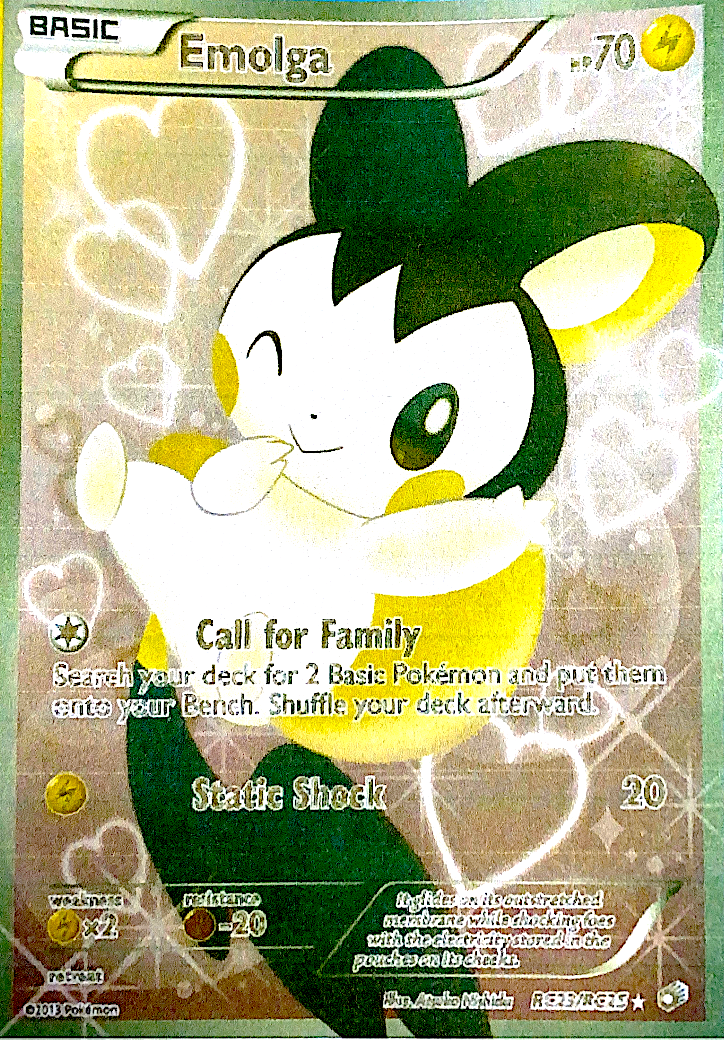 BASIC
Emolga
HP70
Call for Family
Search your deck for 2 Basic Pokémon and put them
onto your Bench. Shuffle your deck afterward.
Static Shock 20
weakness resistance
×2 -20
It glides on its outstretched
membrane while shocking foes
with the electricity stored in the
pouches on its cheeks.
retreat
©2013 Pokémon Illus. Atsuko Nishida RC23/RC25